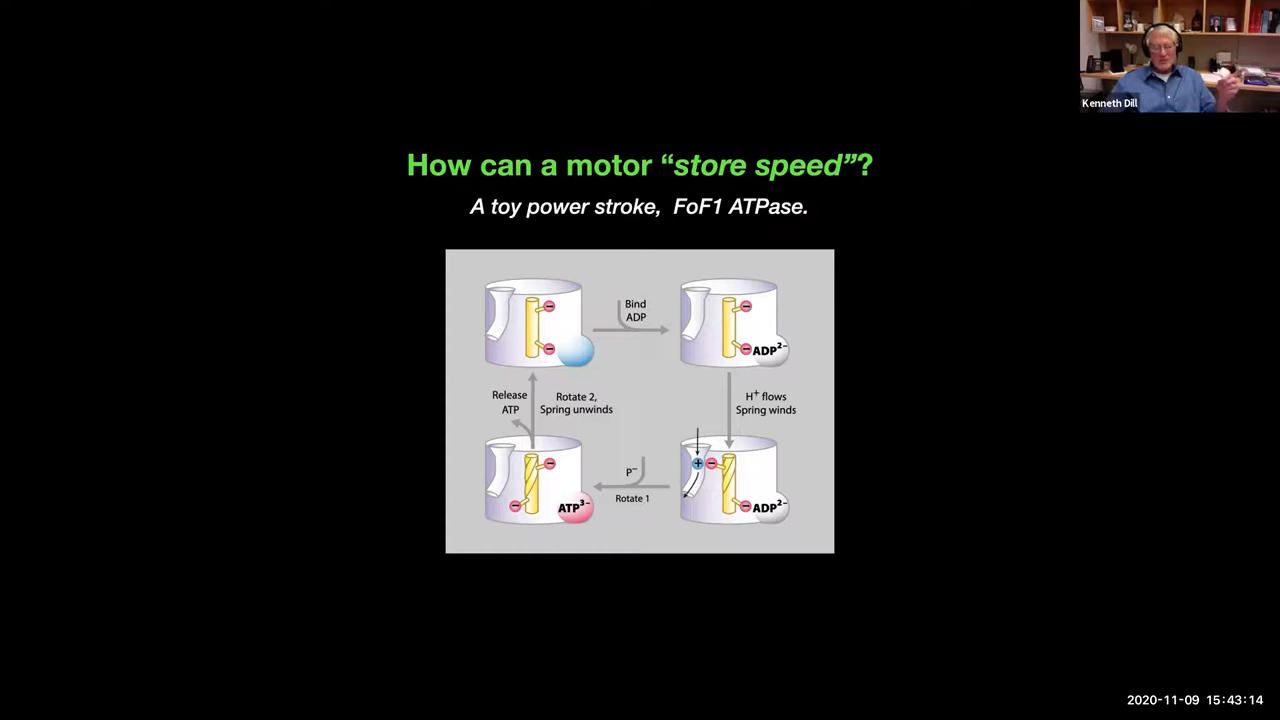 Kenneth Dill
How can a motor “store speed”?
A toy power stroke, FoF1 ATPase.
Bind
ADP
ADP2−
Release
ATP
Rotate 2,
Spring unwinds
H+ flows
Spring winds
P−
Rotate 1
ATP3−
ADP2−
2020-11-09 15:43:14